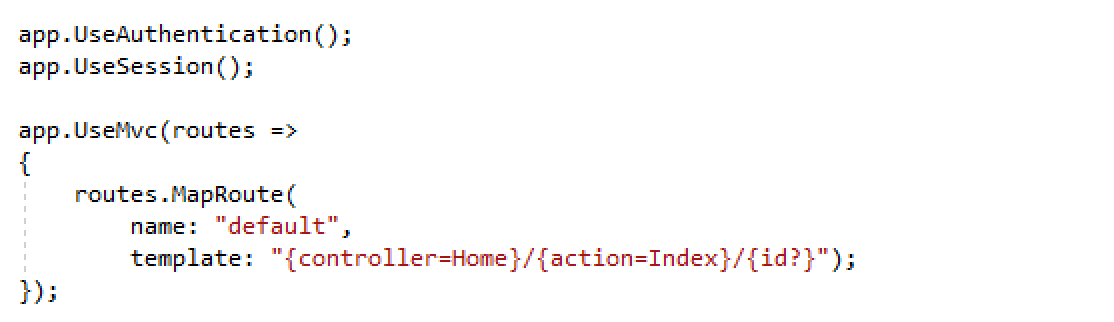 app.UseAuthentication();
app.UseSession();
app.UseMvc(routes =>
{
routes.MapRoute(
name: "default",
template: "{controller=Home}/{action=Index}/{id?}");
});